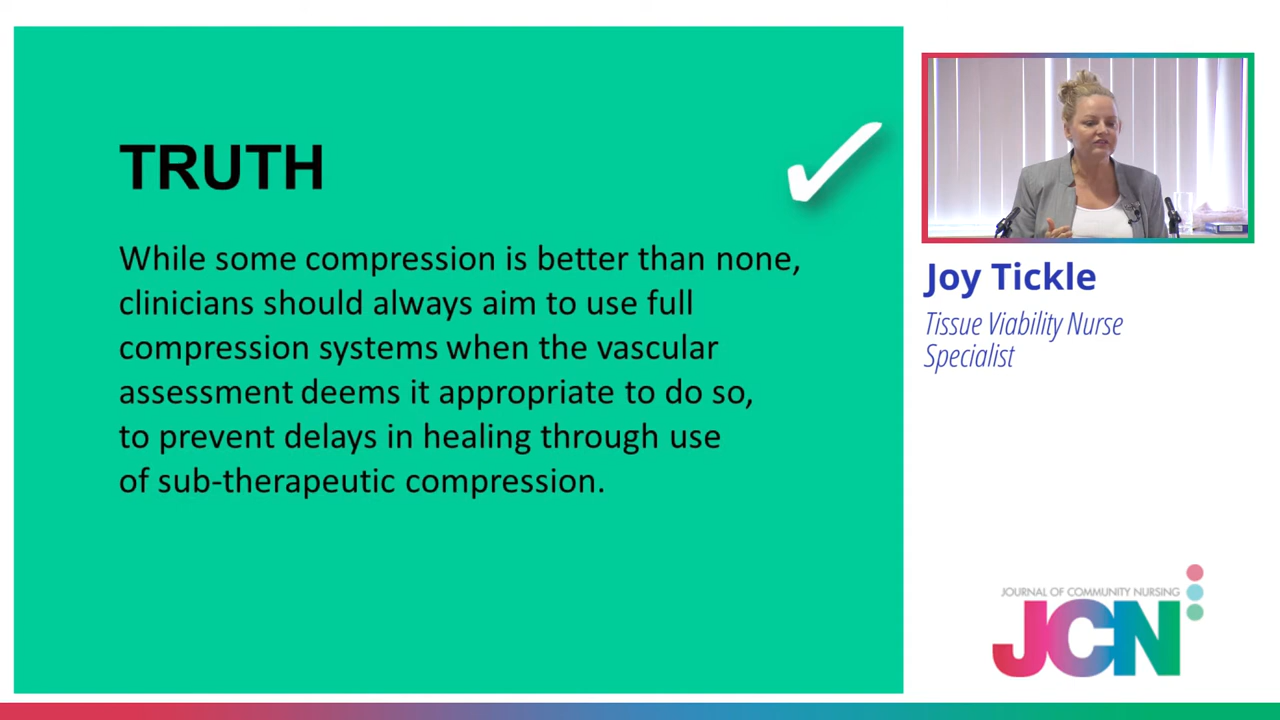 TRUTH
While some compression is better than none,
clinicians should always aim to use full
compression systems when the vascular
assessment deems it appropriate to do so,
to prevent delays in healing through use
of sub-therapeutic compression.
Joy Tickle
Tissue Viability Nurse
Specialist
JOURNAL OF COMMUNITY NURSING
JCN